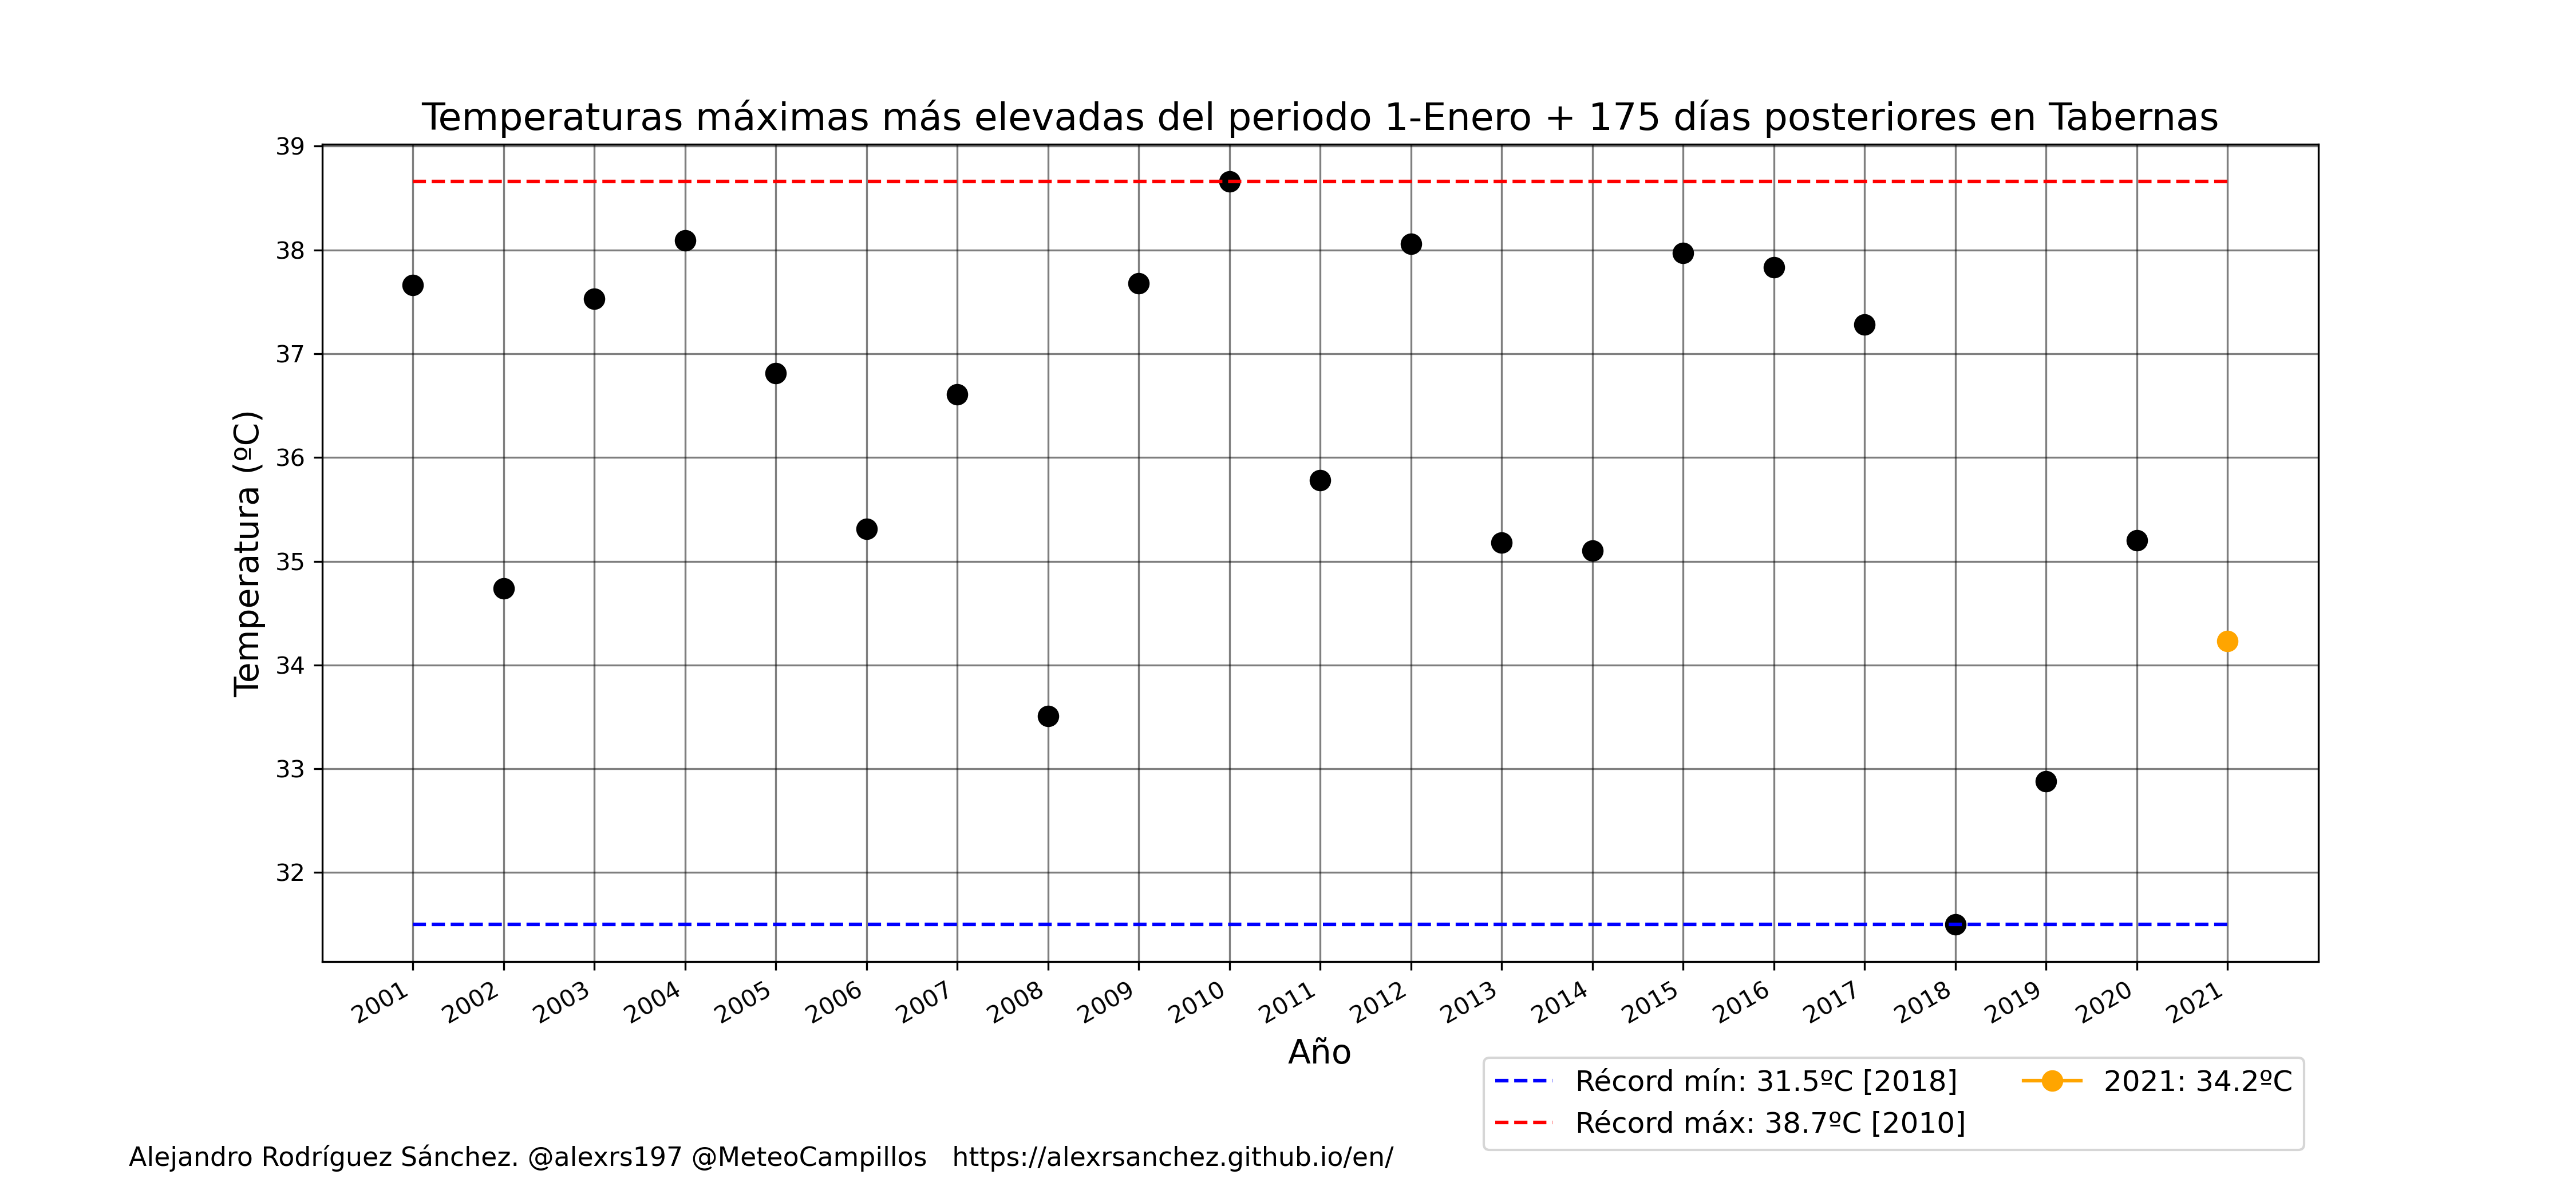 Temperaturas máximas más elevadas del periodo 1-Enero + 175 días posteriores en Tabernas
39
38
37
36
35
34
33
32
Temperatura (ºC)
2001 2002 2003 2004 2005 2006 2007 2008 2009 2010 2011 2012 2013 2014 2015 2016 2017 2018 2019 2020 2021
Año
Récord mín: 31.5ºC [2018]
Récord máx: 38.7ºC [2010]
2021: 34.2ºC
Alejandro Rodríguez Sánchez. @alexrs197 @MeteoCampillos https://alexrsanchez.github.io/en/